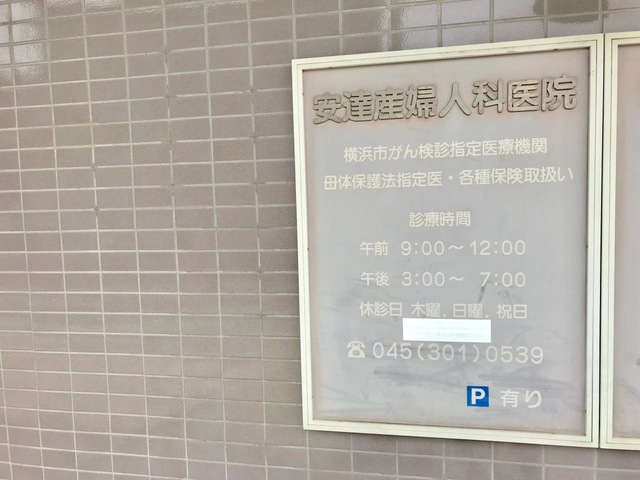 安達産婦人科医院
横浜市がん検診指定医療機関
母体保護法指定医・各種保険取扱い
診療時間
午前 9:00〜12:00
午後 3:00〜 7:00
休診日 木曜.日曜.祝日
☎045(301)0539
P 有り